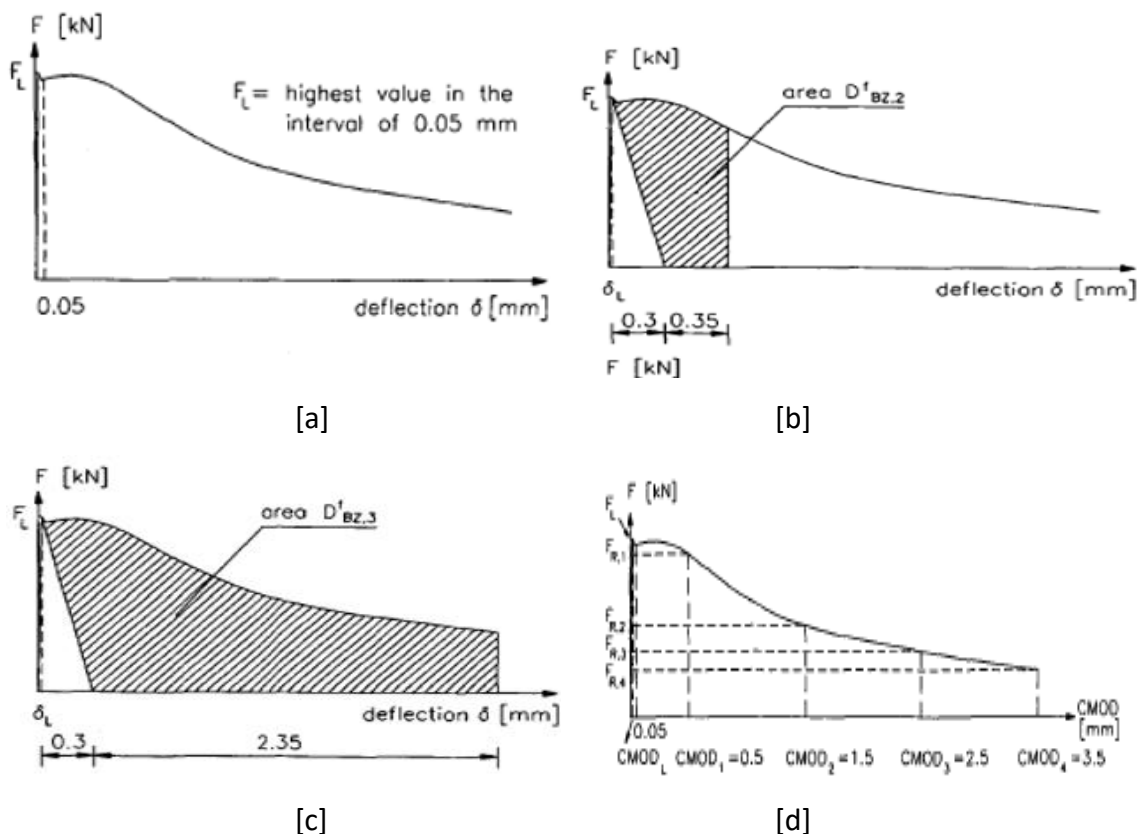 F [kN]
F_L
F_L= highest value in the
interval of 0.05 mm
0.05
deflection δ [mm]
[a]
F [kN]
F_L
area D^f_BZ,2
δ_L
deflection δ [mm]
0.3 0.35
F [kN]
[b]
F [kN]
F_L
area D^f_BZ,3
δ_L
deflection δ [mm]
0.3 2.35
[c]
F [kN]
F_L
F_R,1
F_R,2
F_R,3
F_R,4
0.05
CMOD
[mm]
CMOD_L CMOD_1=0.5 CMOD_2=1.5 CMOD_3=2.5 CMOD_4=3.5
[d]